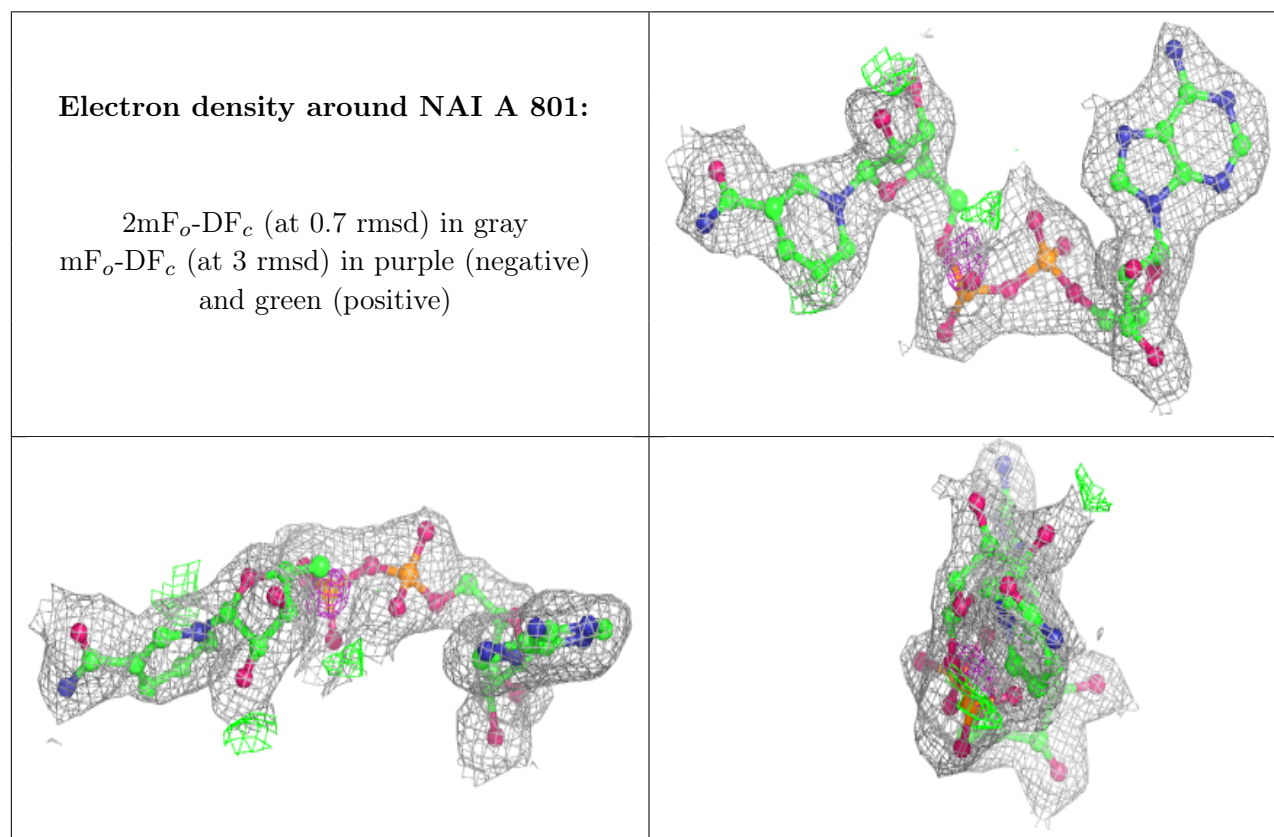 Electron density around NAI A 801:
2mFo-DFc (at 0.7 rmsd) in gray
mFo-DFc (at 3 rmsd) in purple (negative)
and green (positive)